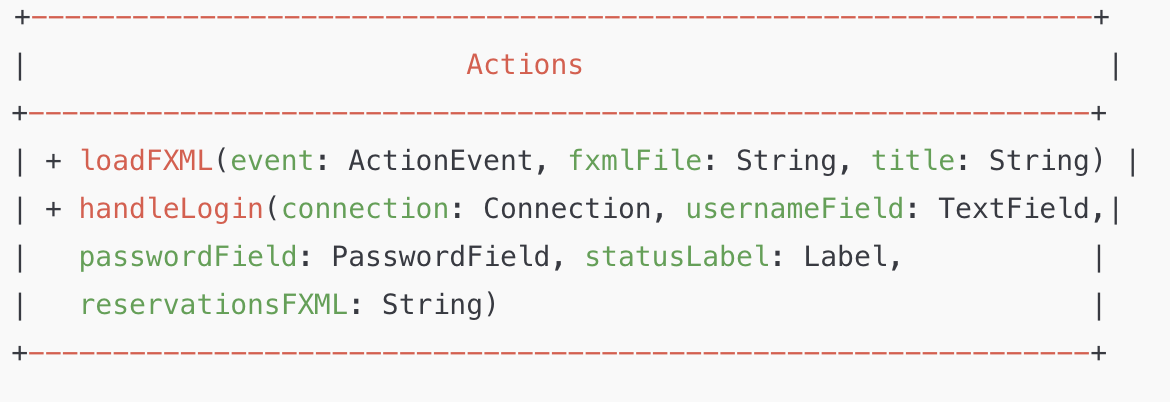 +---------------------------------------------------------------+
|                          Actions                               |
+---------------------------------------------------------------+
| + loadFXML(event: ActionEvent, fxmlFile: String, title: String) |
| + handleLogin(connection: Connection, usernameField: TextField,|
|   passwordField: PasswordField, statusLabel: Label,           |
|   reservationsFXML: String)                                   |
+---------------------------------------------------------------+